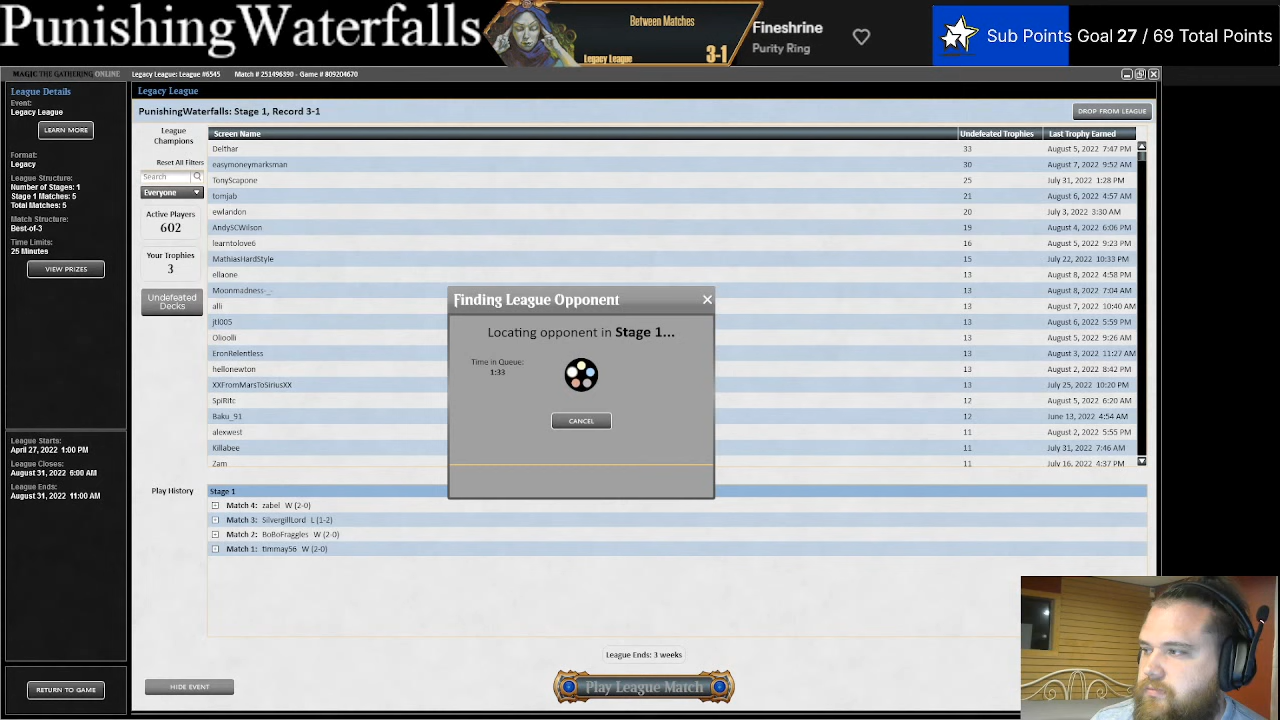 PunishingWaterfalls
Between Matches
Legacy League
3-1
Fineshrine
Purity Ring
Sub Points Goal 27 / 69 Total Points
MAGIC THE GATHERING ONLINE
Legacy League: League #6545 Match # 251496390 - Game # 809204670
League Details
Event:
Legacy League
LEARN MORE
Format:
Legacy
League Structure:
Number of Stages: 1
Stage 1 Matches: 5
Total Matches: 5
Match Structure:
Best-of-3
Time Limits:
25 Minutes
VIEW PRIZES
League Starts:
April 27, 2022 1:00 PM
League Closes:
August 31, 2022 6:00 AM
League Ends:
August 31, 2022 11:00 AM
RETURN TO GAME
Legacy League
PunishingWaterfalls: Stage 1, Record 3-1
DROP FROM LEAGUE
League
Champions
Reset All Filters
Search
Everyone
Active Players
602
Your Trophies
3
Undefeated
Decks
Screen Name Undefeated Trophies Last Trophy Earned
Delthar 33 August 5, 2022 7:47 PM
easymoneymarksman 30 August 7, 2022 9:52 AM
TonyScapone 25 July 31, 2022 1:28 PM
tomjab 21 August 6, 2022 4:57 AM
ewlandon 20 July 3, 2022 3:30 AM
AndySCWilson 19 August 4, 2022 6:06 PM
learntolove6 16 August 5, 2022 9:23 PM
MathiasHardStyle 15 July 22, 2022 10:33 PM
ellaone 13 August 8, 2022 4:58 PM
Moonmadness-_- 13 August 8, 2022 7:04 AM
alli 13 August 7, 2022 10:40 AM
jtl005 13 August 6, 2022 5:59 PM
Olioolli 13 August 5, 2022 9:26 AM
EronRelentless 13 August 3, 2022 11:27 AM
hellonewton 13 August 2, 2022 8:42 PM
XXFromMarsToSiriusXX 13 July 25, 2022 10:20 PM
SpiRitc 12 August 5, 2022 6:20 AM
Baku_91 12 June 13, 2022 4:54 AM
alexwest 11 August 2, 2022 5:55 PM
Killabee 11 July 31, 2022 7:46 AM
Zam 11 July 16, 2022 4:37 PM
Finding League Opponent
Locating opponent in Stage 1...
Time in Queue:
1:33
CANCEL
Play History
Stage 1
Match 4: zabel W (2-0)
Match 3: SilvergillLord L (1-2)
Match 2: BoBoFraggles W (2-0)
Match 1: timmay56 W (2-0)
League Ends: 3 weeks
HIDE EVENT
Play League Match